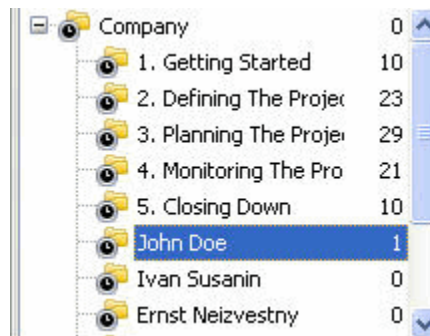 Company 0
1. Getting Started 10
2. Defining The Projec 23
3. Planning The Projec 29
4. Monitoring The Pro 21
5. Closing Down 10
John Doe 1
Ivan Susanin 0
Ernst Neizvestny 0